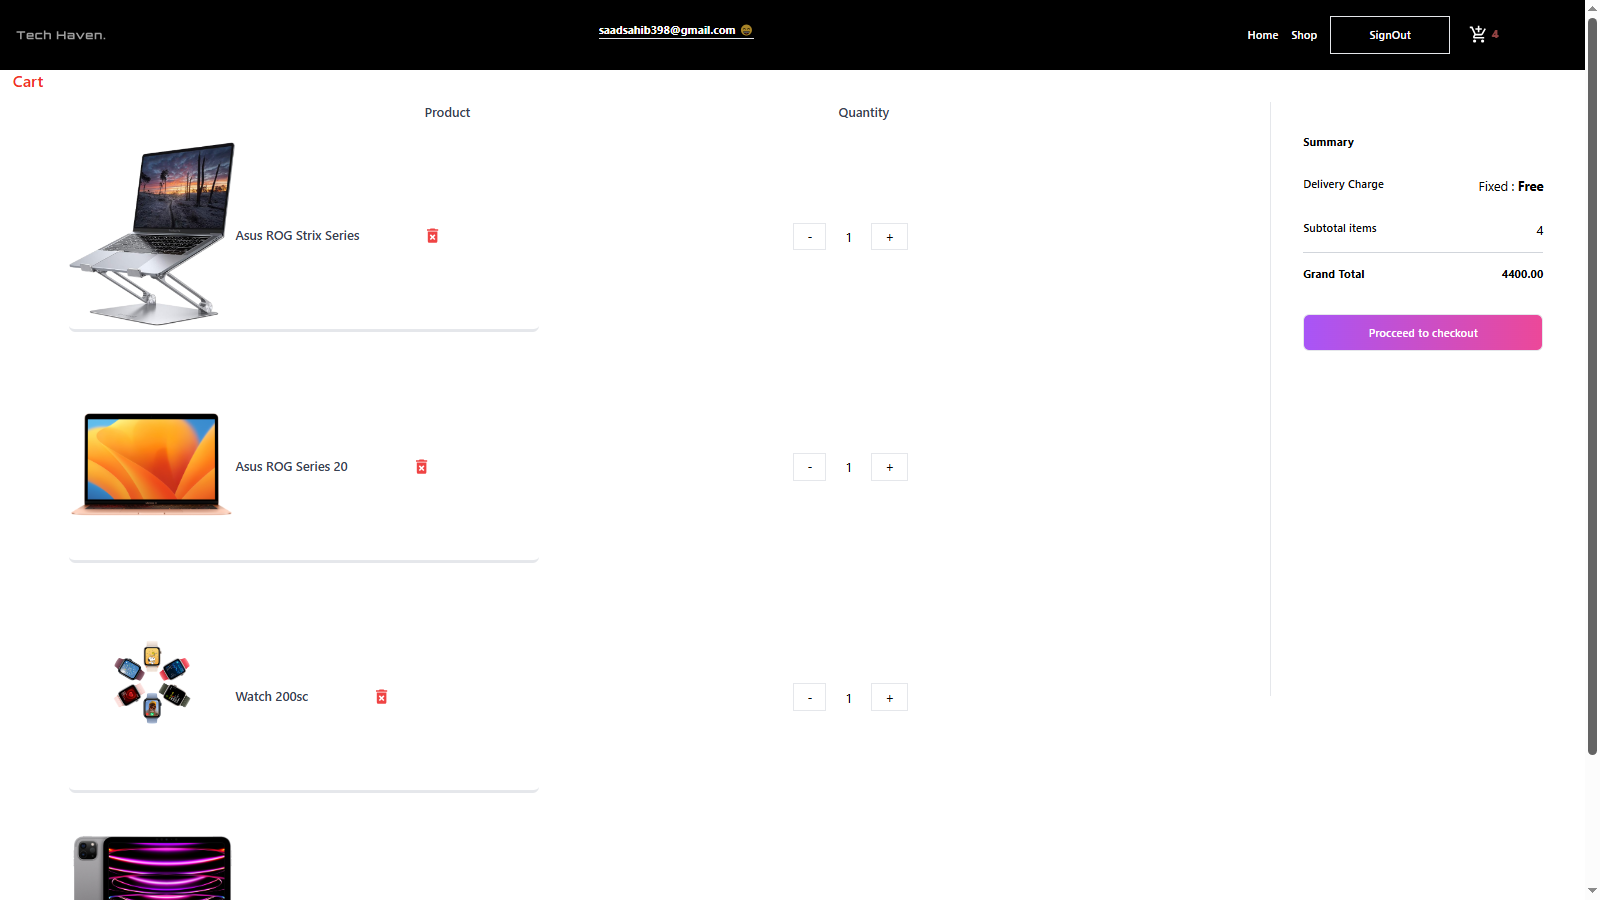 Tech Haven.
saadsahib398@gmail.com 😄
Home Shop SignOut 4
Cart
Product Quantity
Summary
Delivery Charge Fixed : Free
Asus ROG Strix Series - 1 +
Subtotal items 4
Grand Total 4400.00
Procceed to checkout
Asus ROG Series 20 - 1 +
Watch 200sc - 1 +